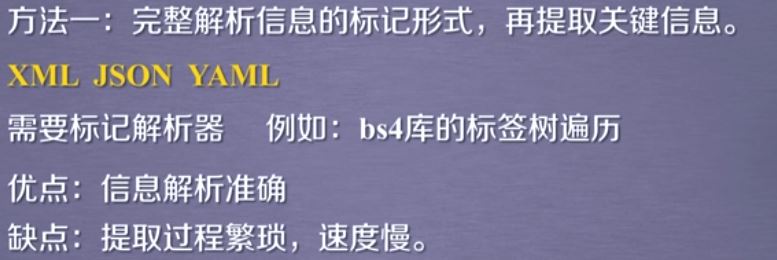 方法一：完整解析信息的标记形式，再提取关键信息。
XML JSON YAML
需要标记解析器 例如：bs4库的标签树遍历
优点：信息解析准确
缺点：提取过程繁琐，速度慢。